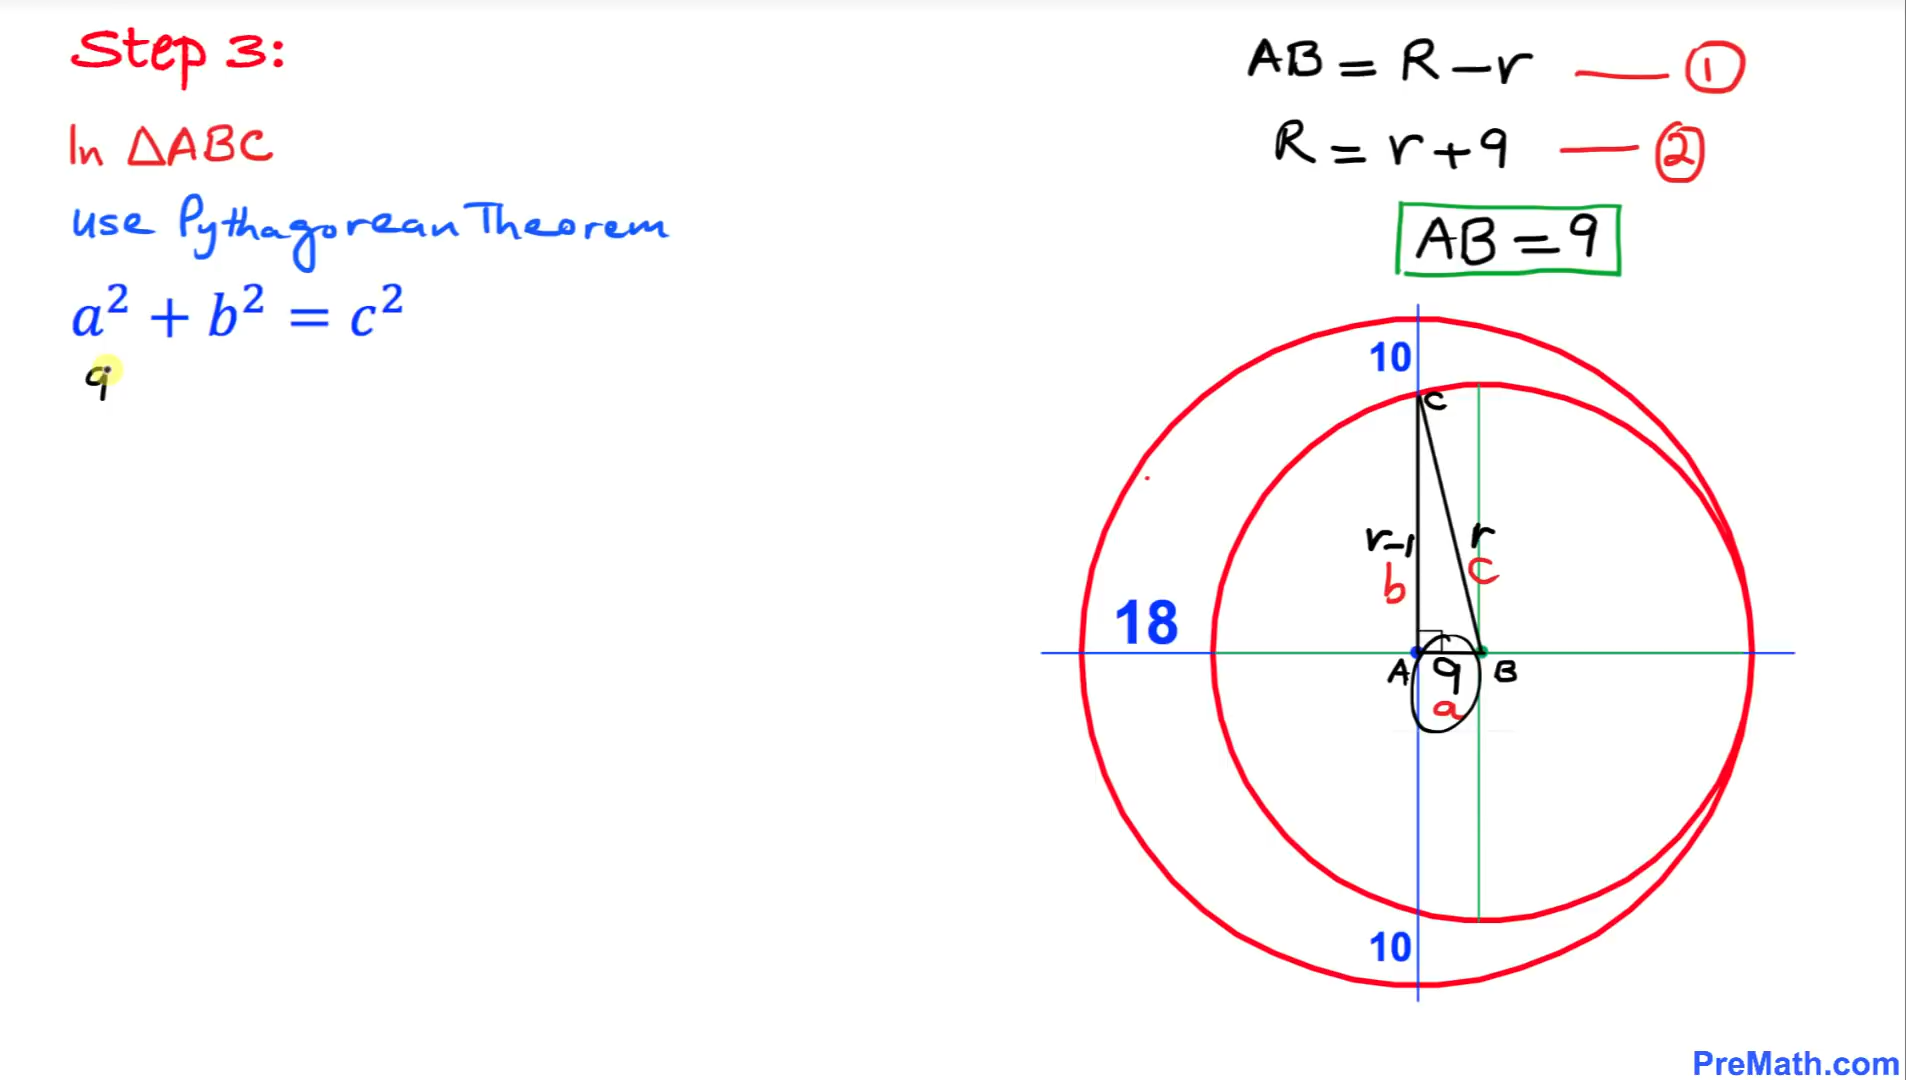 Step 3:
In △ABC
use Pythagorean Theorem
a² + b² = c²
9
AB = R – r — ①
R = r + 9 — ②
AB = 9
10
C
r–1
r
b
c
18
A
9
B
a
10
PreMath.com